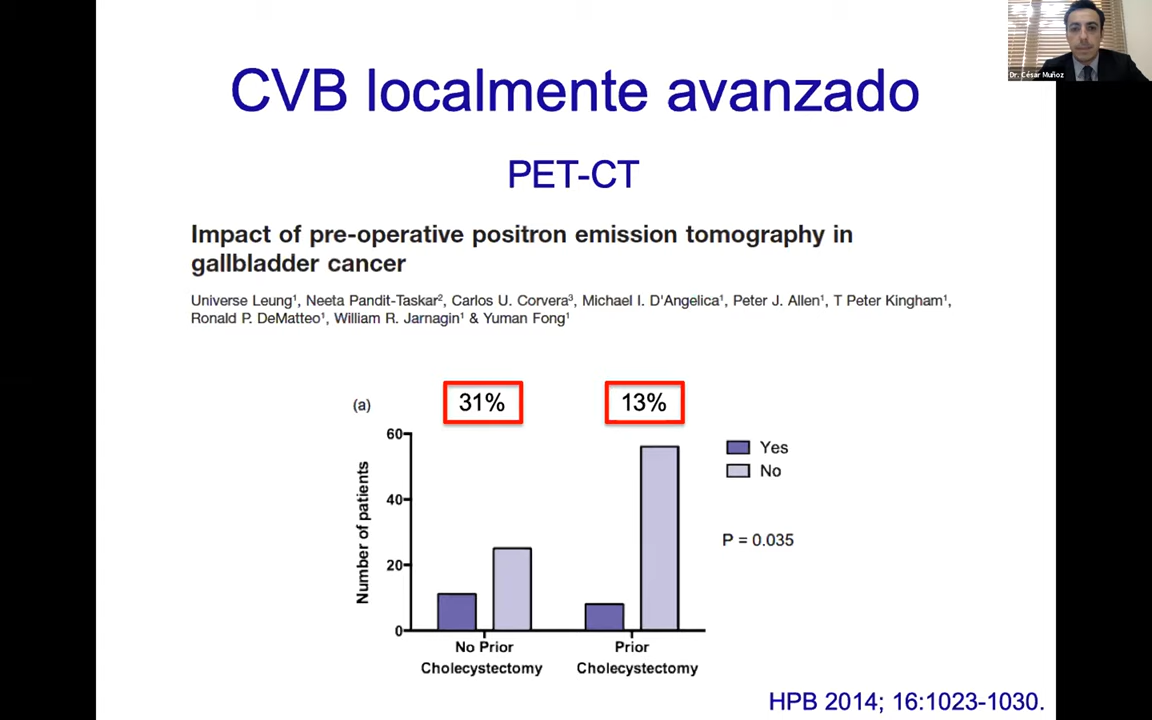 Dr. César Muñoz
CVB localmente avanzado
PET-CT
Impact of pre-operative positron emission tomography in
gallbladder cancer
Universe Leung¹, Neeta Pandit-Taskar², Carlos U. Corvera³, Michael I. D'Angelica¹, Peter J. Allen¹, T Peter Kingham¹,
Ronald P. DeMatteo¹, William R. Jarnagin¹ & Yuman Fong¹
(a)
31%
13%
60
40
20
0
Number of patients
No Prior
Cholecystectomy
Prior
Cholecystectomy
Yes
No
P = 0.035
HPB 2014; 16:1023-1030.